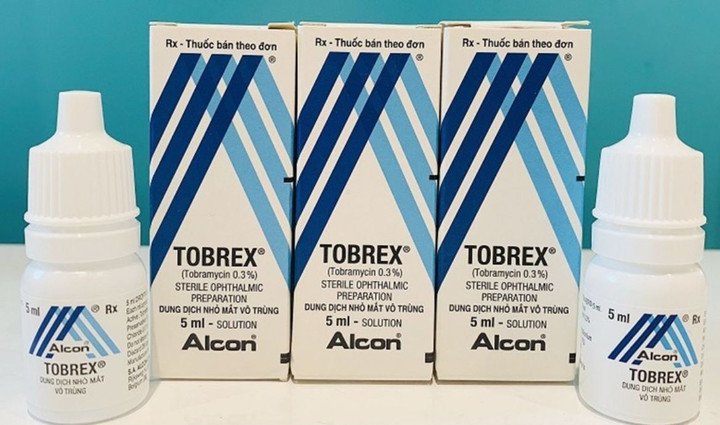 Rx - Thuốc bán theo đơn
®
TOBREX®
(Tobramycin 0.3%)
STERILE OPHTHALMIC
PREPARATION
DUNG DỊCH NHỎ MẮT VÔ TRÙNG
5 ml - SOLUTION
Alcon®
Rx - Thuốc bán theo đơn
®
TOBREX®
(Tobramycin 0.3%)
STERILE OPHTHALMIC
PREPARATION
DUNG DỊCH NHỎ MẮT VÔ TRÙNG
5 ml - SOLUTION
Alcon®
Rx - Thuốc bán theo đơn
®
TOBREX®
(Tobramycin 0.3%)
STERILE OPHTHALMIC
PREPARATION
DUNG DỊCH NHỎ MẮT VÔ TRÙNG
5 ml - SOLUTION
Alcon®
5 ml ® Rx
Alcon
TOBREX®
DUNG DỊCH NHỎ MẮT
VÔ TRÙNG
5 ml ® Rx
Alcon
TOBREX®
DUNG DỊCH NHỎ MẮT
VÔ TRÙNG